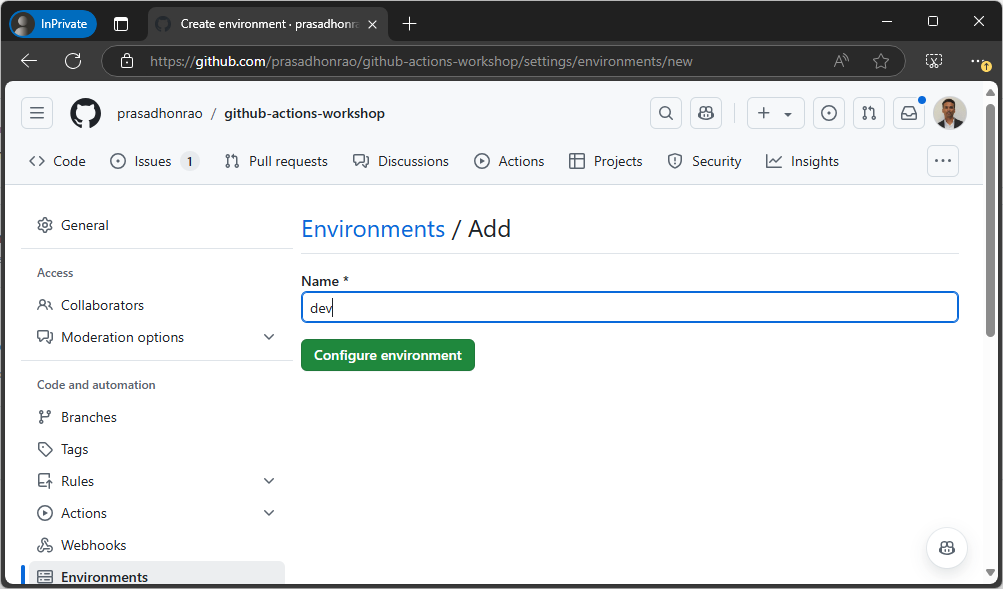 InPrivate
Create environment · prasadhonra
https://github.com/prasadhonrao/github-actions-workshop/settings/environments/new
prasadhonrao / github-actions-workshop
Code
Issues 1
Pull requests
Discussions
Actions
Projects
Security
Insights
General
Access
Collaborators
Moderation options
Code and automation
Branches
Tags
Rules
Actions
Webhooks
Environments
Environments / Add
Name *
dev
Configure environment